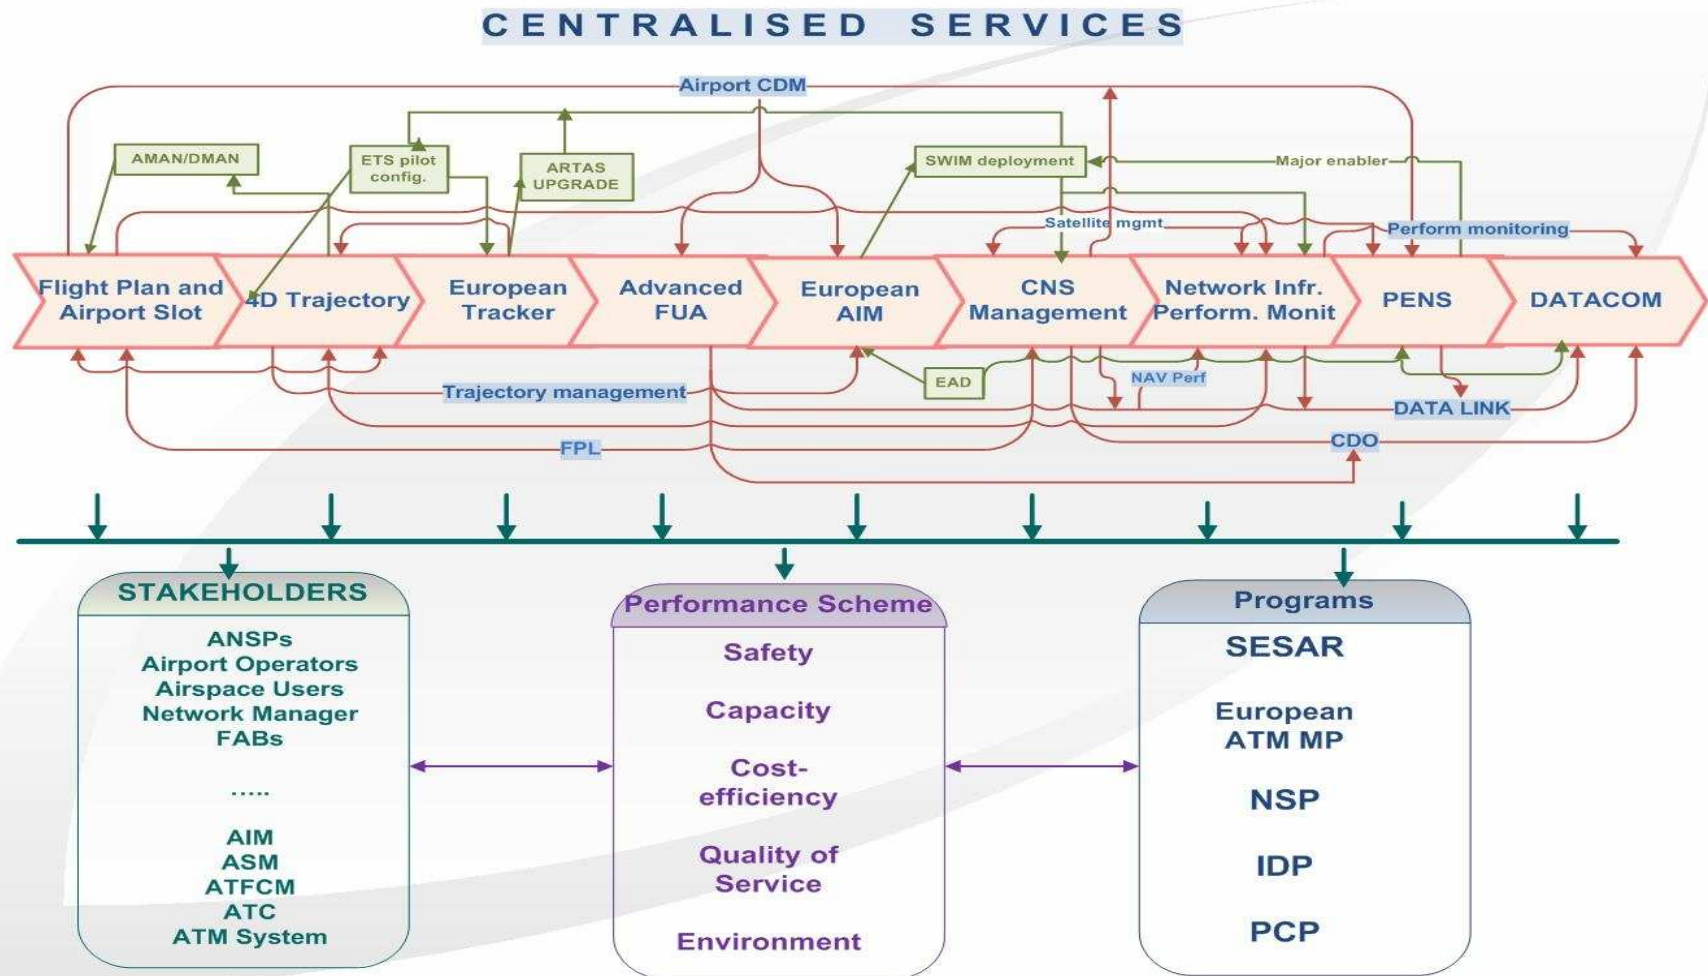 CENTRALISED SERVICES
Airport CDM
AMAN/DMAN
ETS pilot
config.
ARTAS
UPGRADE
SWIM deployment
Major enabler
Satellite mgmt
Perform monitoring
Flight Plan and
Airport Slot
4D Trajectory
European
Tracker
Advanced
FUA
European
AIM
CNS
Management
Network Infr.
Perform. Monit
PENS
DATACOM
Trajectory management
EAD
NAV Perf
DATA LINK
FPL
CDO
STAKEHOLDERS
ANSPs
Airport Operators
Airspace Users
Network Manager
FABs
.....
AIM
ASM
ATFCM
ATC
ATM System
Performance Scheme
Safety
Capacity
Cost-
efficiency
Quality of
Service
Environment
Programs
SESAR
European
ATM MP
NSP
IDP
PCP